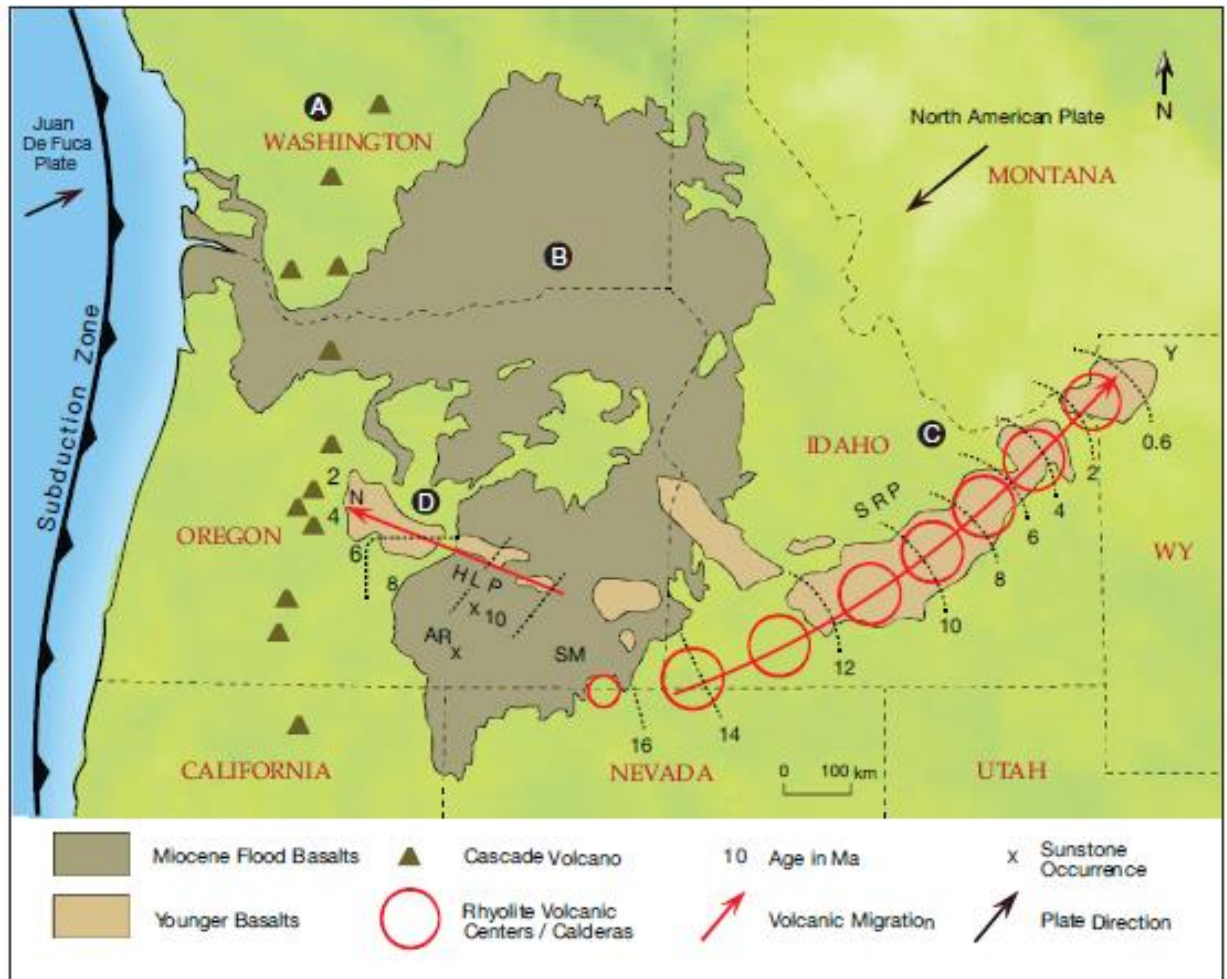 A
WASHINGTON
Juan
De Fuca
Plate
North American Plate
N
MONTANA
B
Subduction Zone
Y
IDAHO
C
0.6
2
2
N
D
4
4
SRP
OREGON
6
6
WY
8
8
HLP
x 10
10
AR
x
SM
12
16
14
CALIFORNIA
NEVADA
0 100 km
UTAH
Miocene Flood Basalts
Cascade Volcano
10 Age in Ma
x Sunstone
Occurrence
Younger Basalts
Rhyolite Volcanic
Centers / Calderas
Volcanic Migration
Plate Direction